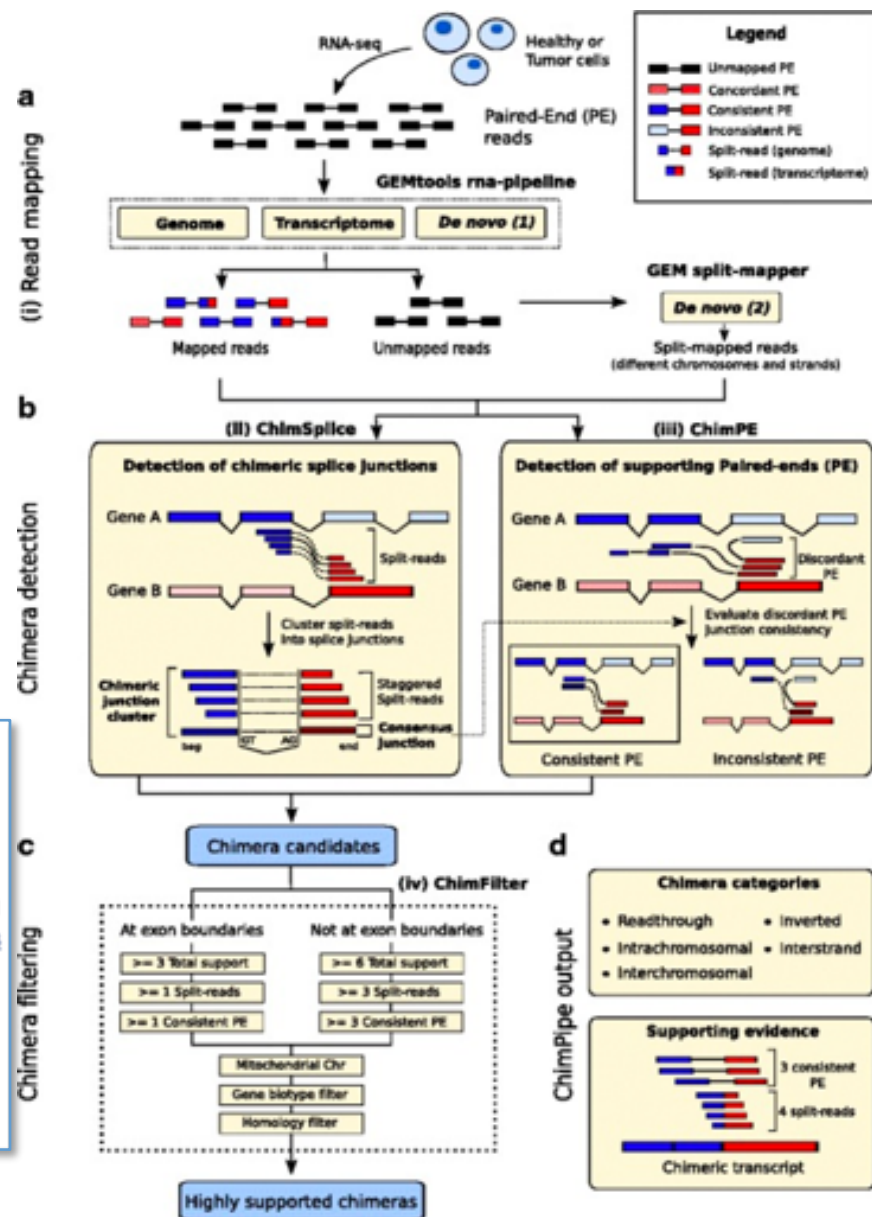 RNA-seq
Healthy or
Tumor cells
Legend
Unmapped PE
Concordant PE
Consistent PE
Inconsistent PE
Split-read (genome)
Split-read (transcriptome)
a
(i) Read mapping
Paired-End (PE)
reads
GEMtools rna-pipeline
Genome
Transcriptome
De novo (1)
Mapped reads
Unmapped reads
GEM split-mapper
De novo (2)
Split-mapped reads
(different chromosomes and strands)
b
Chimera detection
(ii) ChimSplice
Detection of chimeric splice junctions
Gene A
Split-reads
Gene B
Cluster split-reads
into splice junctions
Chimeric
junction
cluster
Staggered
Split-reads
Consensus
Junction
beg
GT
AG
end
(iii) ChimPE
Detection of supporting Paired-ends (PE)
Gene A
Discordant
PE
Gene B
Evaluate discordant PE
Junction consistency
Consistent PE
Inconsistent PE
c
Chimera filtering
Chimera candidates
(iv) ChimFilter
At exon boundaries
Not at exon boundaries
>= 3 Total support
>= 6 Total support
>= 1 Split-reads
>= 3 Split-reads
>= 1 Consistent PE
>= 3 Consistent PE
Mitochondrial Chr
Gene biotype filter
Homology filter
Highly supported chimeras
d
ChimPipe output
Chimera categories
• Readthrough
• Inverted
• Intrachromosomal
• Interstrand
• Interchromosomal
Supporting evidence
3 consistent
PE
4 split-reads
Chimeric transcript